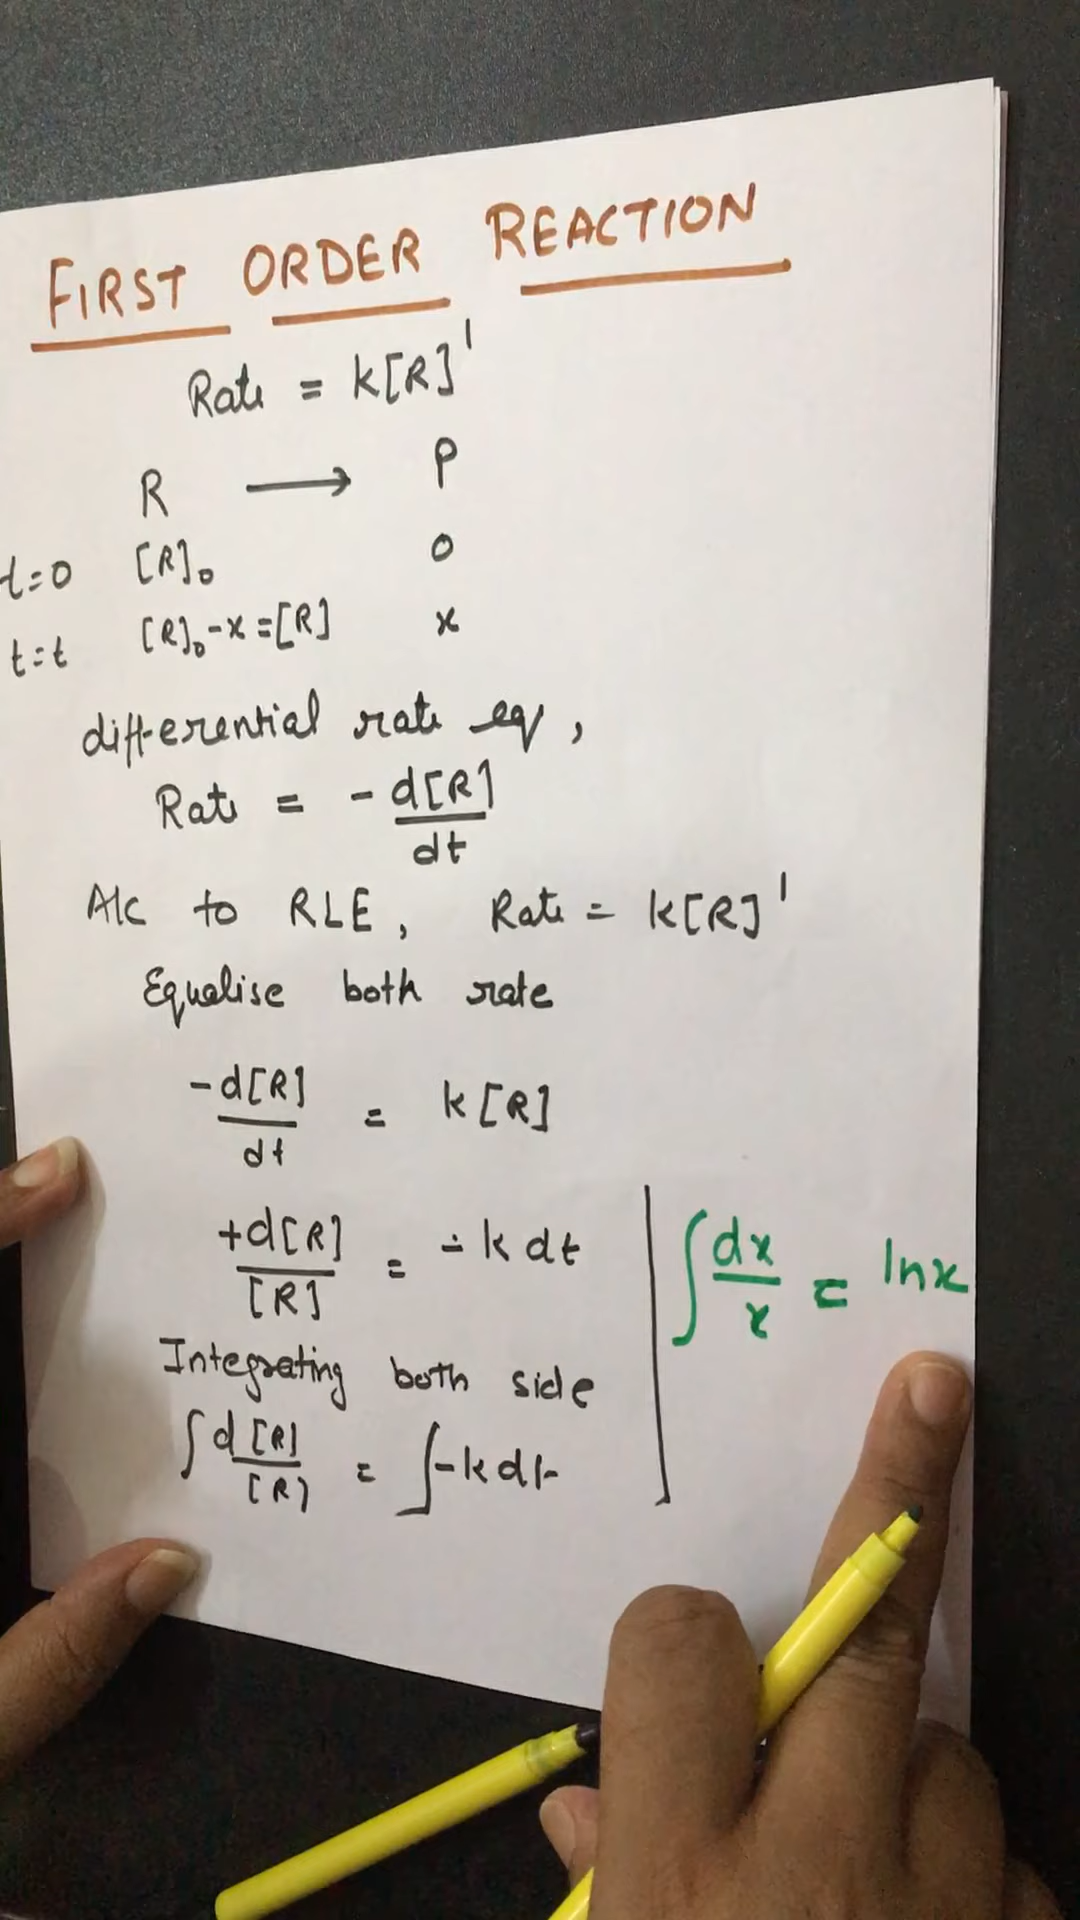 FIRST ORDER REACTION
Rate = k[R]¹
R ⟶ P
t=0 [R]₀ 0
t=t [R]₀-x=[R] x
differential rate eq,
Rate = - d[R]/dt
A/c to RLE, Rate = k[R]¹
Equalise both rate
-d[R]/dt = k[R]
+d[R]/[R] = -k dt
Integrating both side
∫d[R]/[R] = ∫-kdt
∫dx/x = lnx